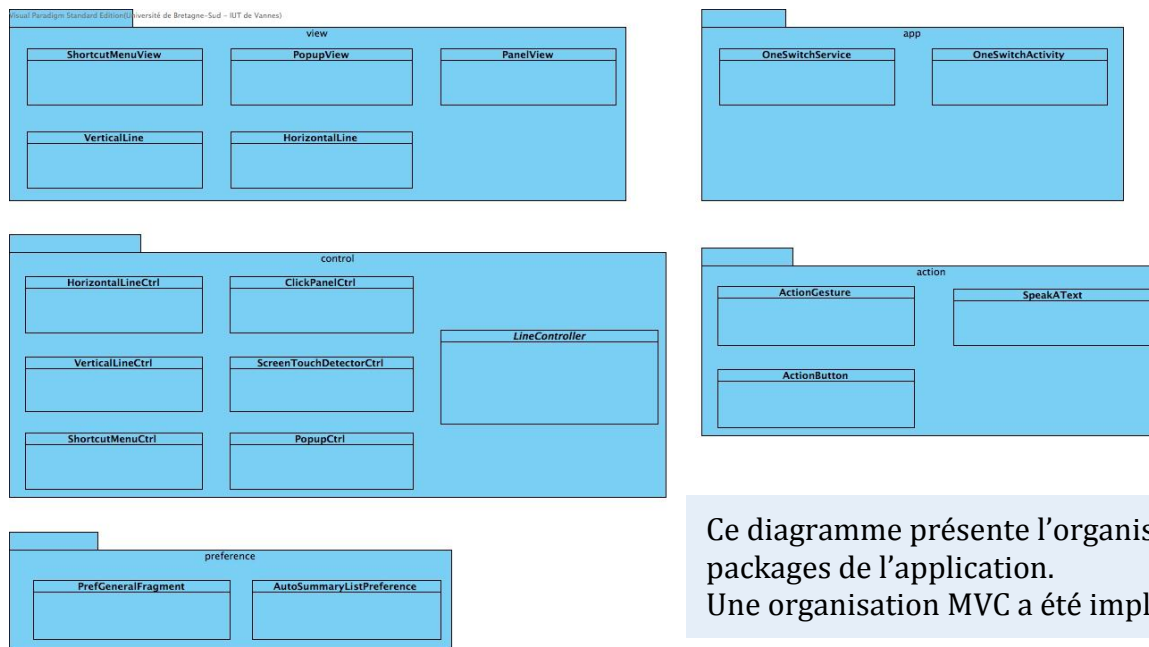 Visual Paradigm Standard Edition(Université de Bretagne-Sud - IUT de Vannes)
view
ShortcutMenuView
PopupView
PanelView
VerticalLine
HorizontalLine
app
OneSwitchService
OneSwitchActivity
control
HorizontalLineCtrl
ClickPanelCtrl
LineController
VerticalLineCtrl
ScreenTouchDetectorCtrl
ShortcutMenuCtrl
PopupCtrl
action
ActionGesture
SpeakAText
ActionButton
preference
PrefGeneralFragment
AutoSummaryListPreference
Ce diagramme présente l’organis
packages de l’application.
Une organisation MVC a été impl